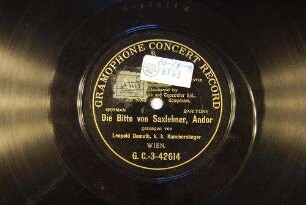 GRAMOPHONE CONCERT RECORD
GERMAN BARITONE
Die Bitte von Saxlehner, Andor
gesungen von
Leopold Demuth, k. k. Kammersänger
WIEN.
G. C.-3-42614